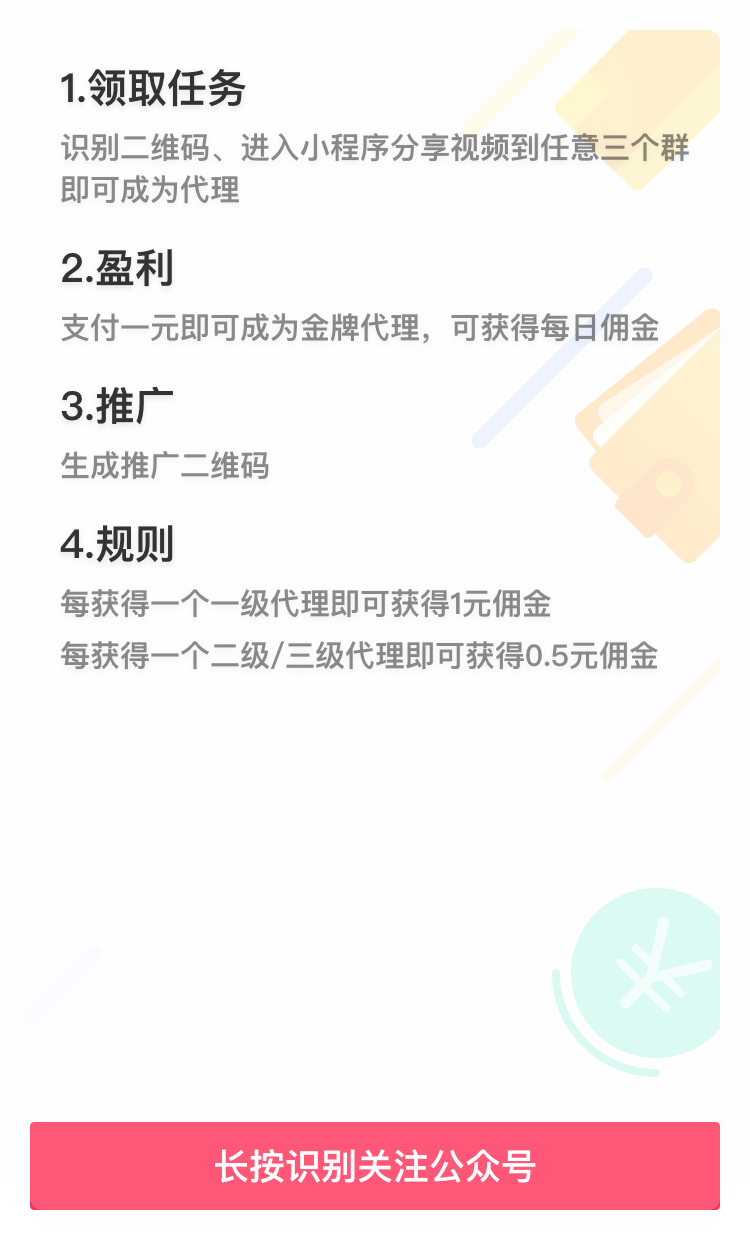 1.领取任务
识别二维码、进入小程序分享视频到任意三个群
即可成为代理
2.盈利
支付一元即可成为金牌代理，可获得每日佣金
3.推广
生成推广二维码
4.规则
每获得一个一级代理即可获得1元佣金
每获得一个二级/三级代理即可获得0.5元佣金
长按识别关注公众号